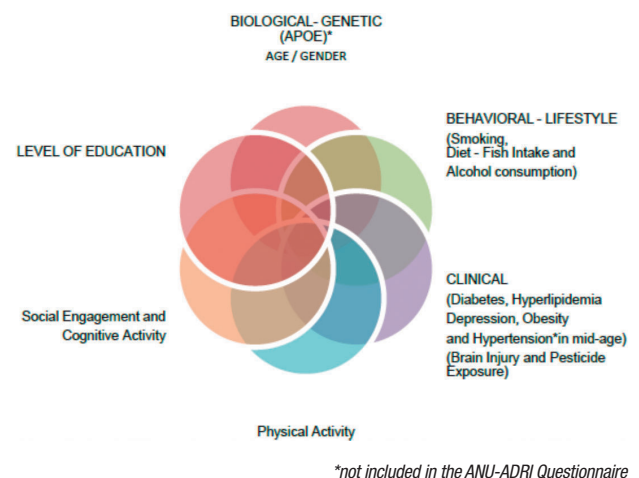 BIOLOGICAL- GENETIC
(APOE)*
AGE / GENDER
LEVEL OF EDUCATION
BEHAVIORAL - LIFESTYLE
(Smoking,
Diet - Fish Intake and
Alcohol consumption)
Social Engagement and
Cognitive Activity
CLINICAL
(Diabetes, Hyperlipidemia
Depression, Obesity
and Hypertension*in mid-age)
(Brain Injury and Pesticide
Exposure)
Physical Activity
*not included in the ANU-ADRI Questionnaire